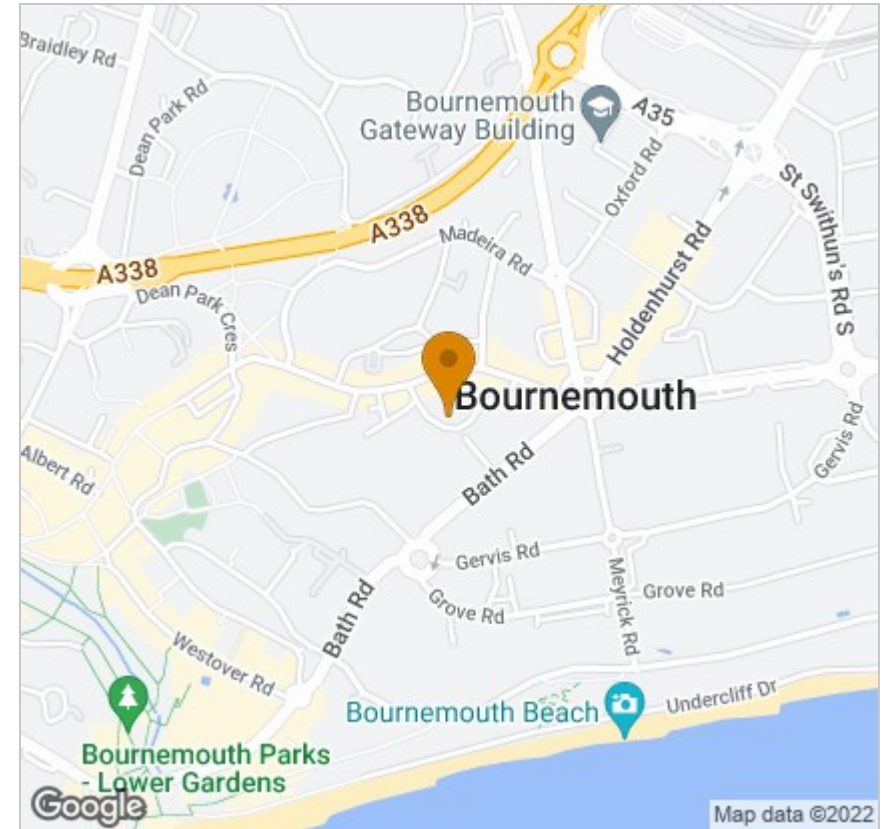 Braidley Rd
Dean Park Rd
Bournemouth
Gateway Building
A35
Oxford Rd
St Swithun's Rd S
A338
Madeira Rd
A338
Dean Park Cres
Holdenhurst Rd
Bournemouth
Albert Rd
Bath Rd
Gervis Rd
Gervis Rd
Meyrick Rd
Grove Rd
Grove Rd
Bath Rd
Westover Rd
Undercliff Dr
Bournemouth Beach
Bournemouth Parks
- Lower Gardens
Google
Map data ©2022